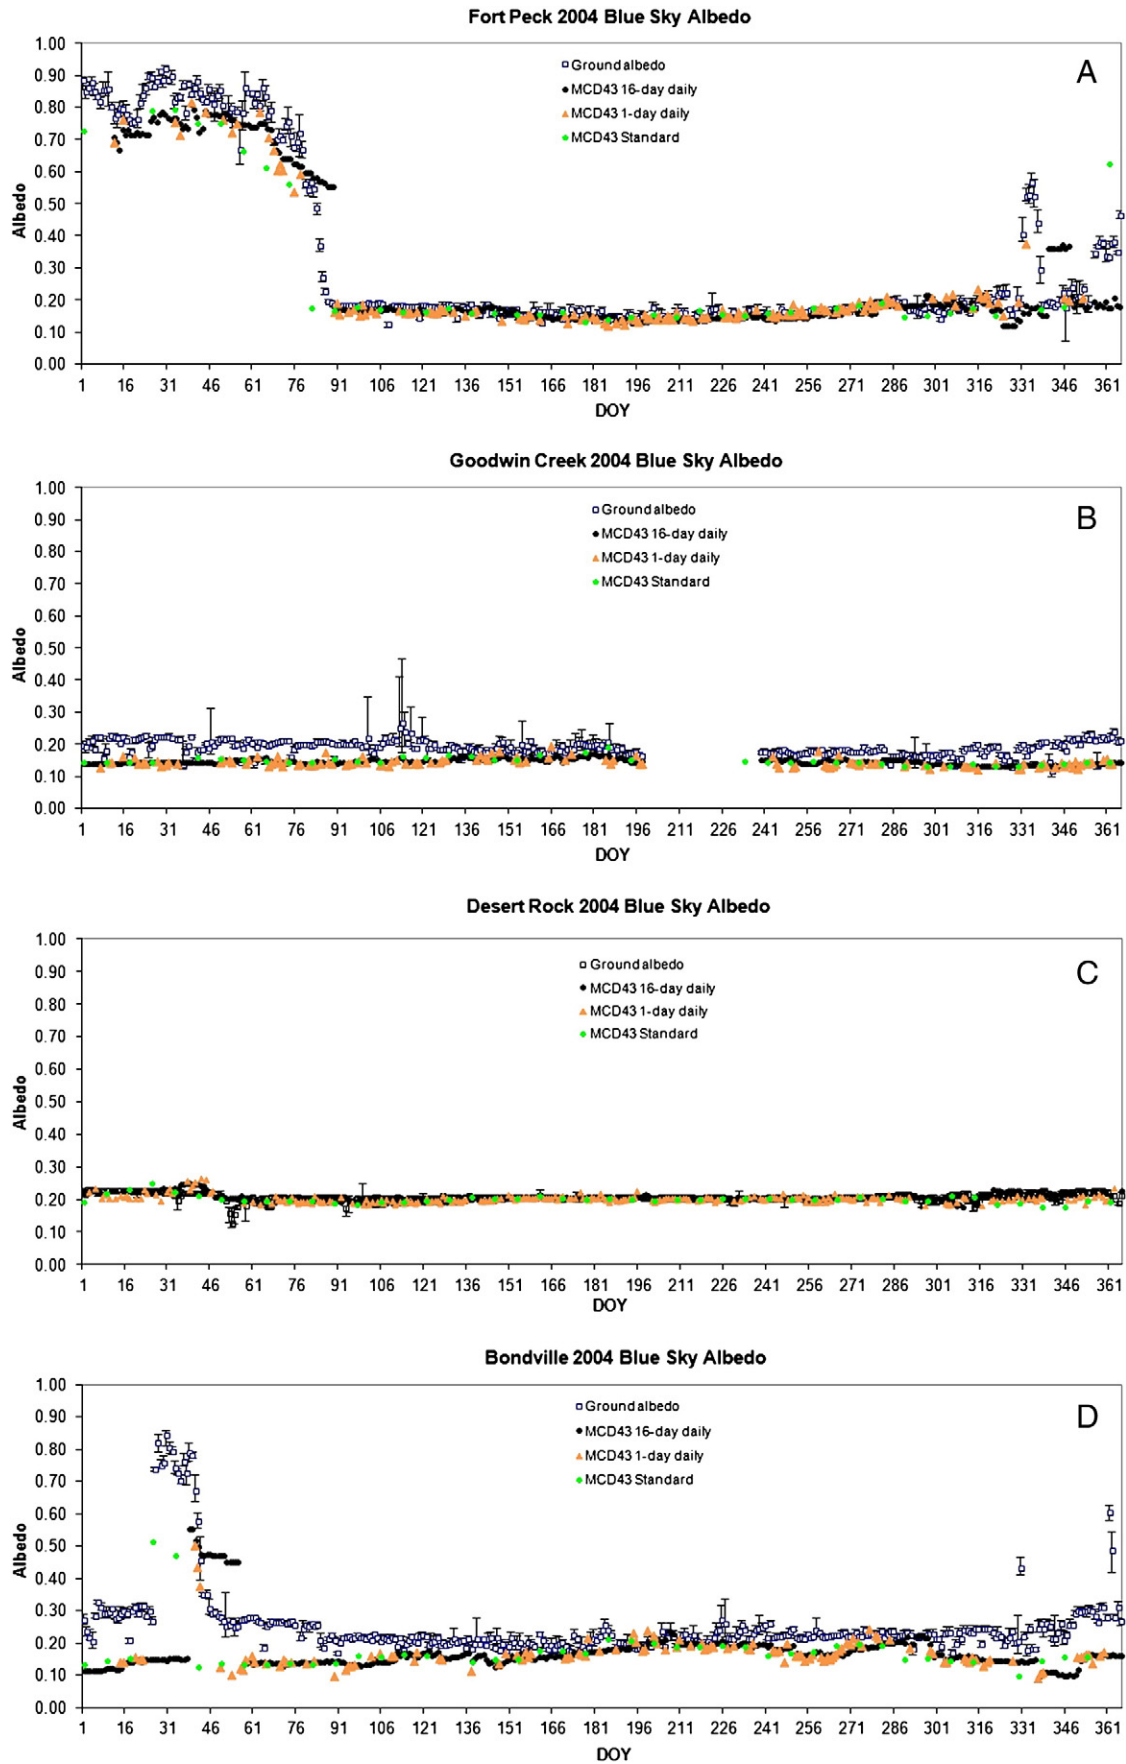 Fort Peck 2004 Blue Sky Albedo
1.00
0.90
0.80
0.70
0.60
0.50
0.40
0.30
0.20
0.10
0.00
Albedo
Ground albedo
MCD43 16-day daily
MCD43 1-day daily
MCD43 Standard
A
1 16 31 46 61 76 91 106 121 136 151 166 181 196 211 226 241 256 271 286 301 316 331 346 361
DOY
Goodwin Creek 2004 Blue Sky Albedo
1.00
0.90
0.80
0.70
0.60
0.50
0.40
0.30
0.20
0.10
0.00
Albedo
Ground albedo
MCD43 16-day daily
MCD43 1-day daily
MCD43 Standard
B
1 16 31 46 61 76 91 106 121 136 151 166 181 196 211 226 241 256 271 286 301 316 331 346 361
DOY
Desert Rock 2004 Blue Sky Albedo
1.00
0.90
0.80
0.70
0.60
0.50
0.40
0.30
0.20
0.10
0.00
Albedo
Ground albedo
MCD43 16-day daily
MCD43 1-day daily
MCD43 Standard
C
1 16 31 46 61 76 91 106 121 136 151 166 181 196 211 226 241 256 271 286 301 316 331 346 361
DOY
Bondville 2004 Blue Sky Albedo
1.00
0.90
0.80
0.70
0.60
0.50
0.40
0.30
0.20
0.10
0.00
Albedo
Ground albedo
MCD43 16-day daily
MCD43 1-day daily
MCD43 Standard
D
1 16 31 46 61 76 91 106 121 136 151 166 181 196 211 226 241 256 271 286 301 316 331 346 361
DOY